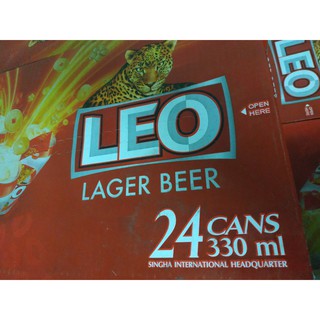 LEO
LAGER BEER
OPEN
HERE
24 CANS
330 ml
SINGHA INTERNATIONAL HEADQUARTER
LEO